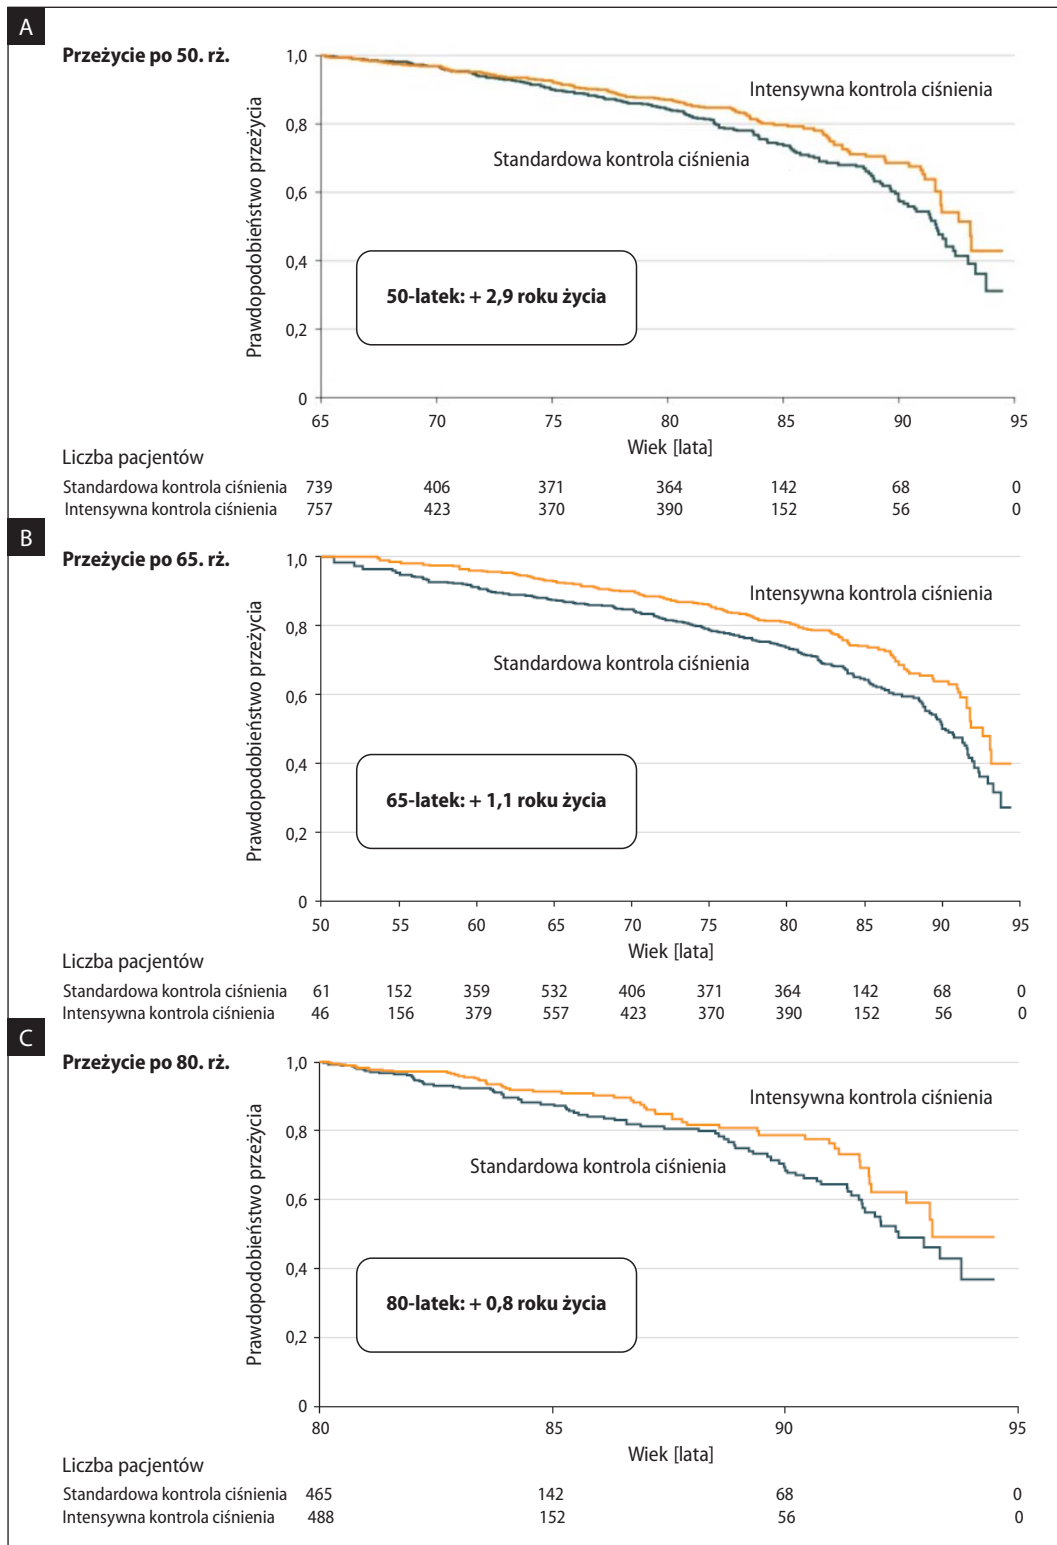 A
Przeżycie po 50. rż.
1,0
0,8
0,6
0,4
0,2
0
Prawdopodobieństwo przeżycia
Intensywna kontrola ciśnienia
Standardowa kontrola ciśnienia
50-latek: + 2,9 roku życia
65 70 75 80 85 90 95
Wiek [lata]
Liczba pacjentów
Standardowa kontrola ciśnienia 739 406 371 364 142 68 0
Intensywna kontrola ciśnienia 757 423 370 390 152 56 0
B
Przeżycie po 65. rż.
1,0
0,8
0,6
0,4
0,2
0
Prawdopodobieństwo przeżycia
Intensywna kontrola ciśnienia
Standardowa kontrola ciśnienia
65-latek: + 1,1 roku życia
50 55 60 65 70 75 80 85 90 95
Wiek [lata]
Liczba pacjentów
Standardowa kontrola ciśnienia 61 152 359 532 406 371 364 142 68 0
Intensywna kontrola ciśnienia 46 156 379 557 423 370 390 152 56 0
C
Przeżycie po 80. rż.
1,0
0,8
0,6
0,4
0,2
0
Prawdopodobieństwo przeżycia
Intensywna kontrola ciśnienia
Standardowa kontrola ciśnienia
80-latek: + 0,8 roku życia
80 85 90 95
Wiek [lata]
Liczba pacjentów
Standardowa kontrola ciśnienia 465 142 68 0
Intensywna kontrola ciśnienia 488 152 56 0